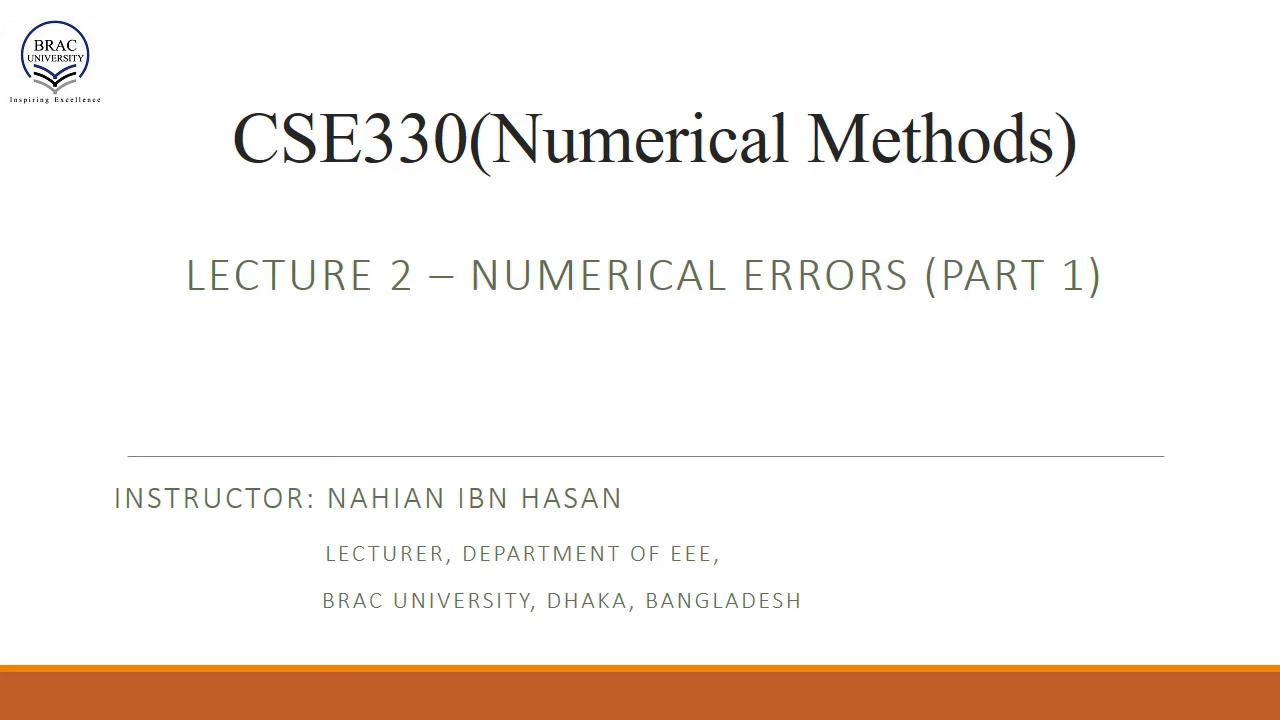 BRAC
UNIVERSITY
Inspiring Excellence
CSE330(Numerical Methods)
LECTURE 2 – NUMERICAL ERRORS (PART 1)
INSTRUCTOR: NAHIAN IBN HASAN
LECTURER, DEPARTMENT OF EEE,
BRAC UNIVERSITY, DHAKA, BANGLADESH